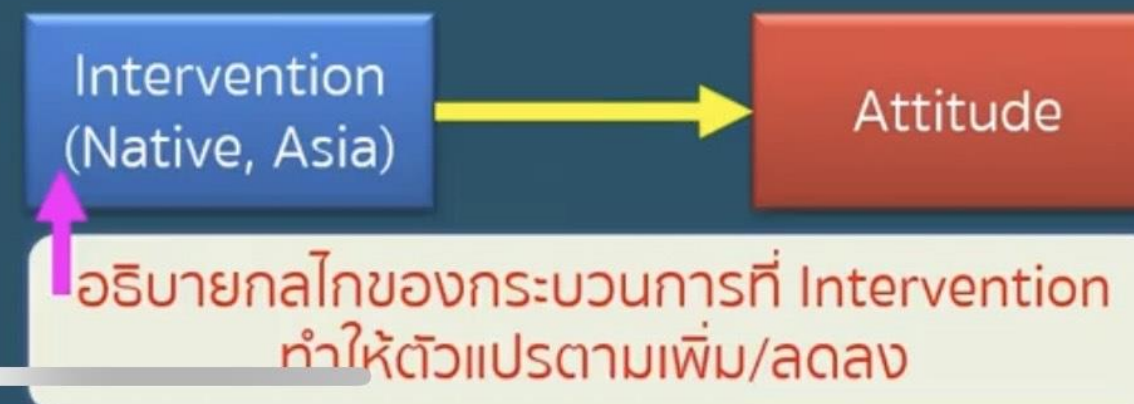 Intervention
(Native, Asia)
Attitude
อธิบายกลไกของกระบวนการที่ Intervention
ทำให้ตัวแปรตามเพิ่ม/ลดลง